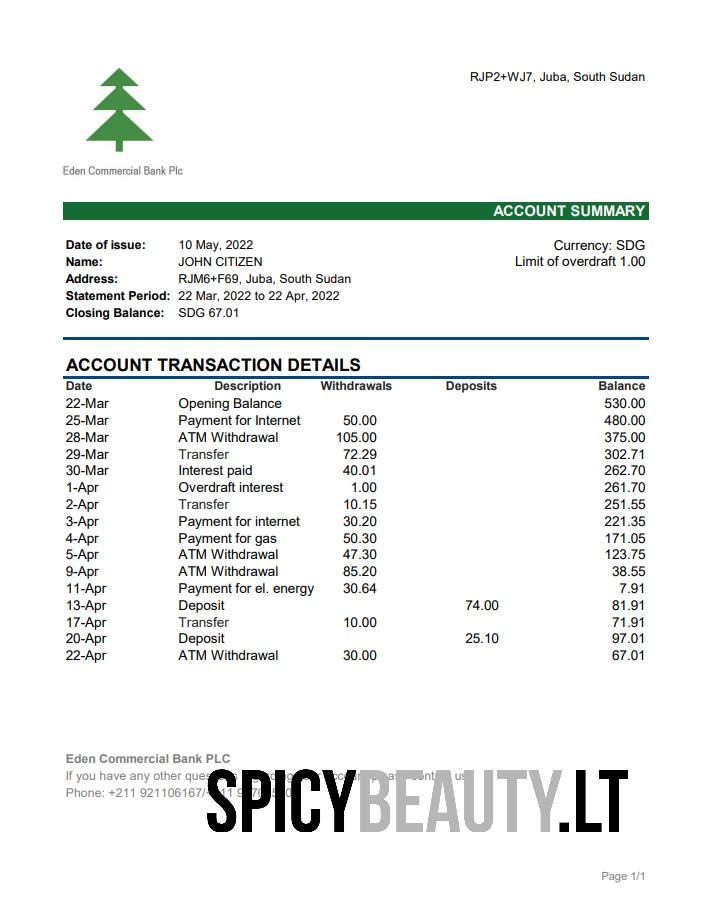 RJP2+WJ7, Juba, South Sudan
Eden Commercial Bank Plc
ACCOUNT SUMMARY
Date of issue: 10 May, 2022 Currency: SDG
Name: JOHN CITIZEN Limit of overdraft 1.00
Address: RJM6+F69, Juba, South Sudan
Statement Period: 22 Mar, 2022 to 22 Apr, 2022
Closing Balance: SDG 67.01
ACCOUNT TRANSACTION DETAILS
Date Description Withdrawals Deposits Balance
22-Mar Opening Balance 530.00
25-Mar Payment for Internet 50.00 480.00
28-Mar ATM Withdrawal 105.00 375.00
29-Mar Transfer 72.29 302.71
30-Mar Interest paid 40.01 262.70
1-Apr Overdraft interest 1.00 261.70
2-Apr Transfer 10.15 251.55
3-Apr Payment for internet 30.20 221.35
4-Apr Payment for gas 50.30 171.05
5-Apr ATM Withdrawal 47.30 123.75
9-Apr ATM Withdrawal 85.20 38.55
11-Apr Payment for el. energy 30.64 7.91
13-Apr Deposit 74.00 81.91
17-Apr Transfer 10.00 71.91
20-Apr Deposit 25.10 97.01
22-Apr ATM Withdrawal 30.00 67.01
Eden Commercial Bank PLC
If you have any other
Phone: +211 921106167/
SPICYBEAUTY.LT
Page 1/1